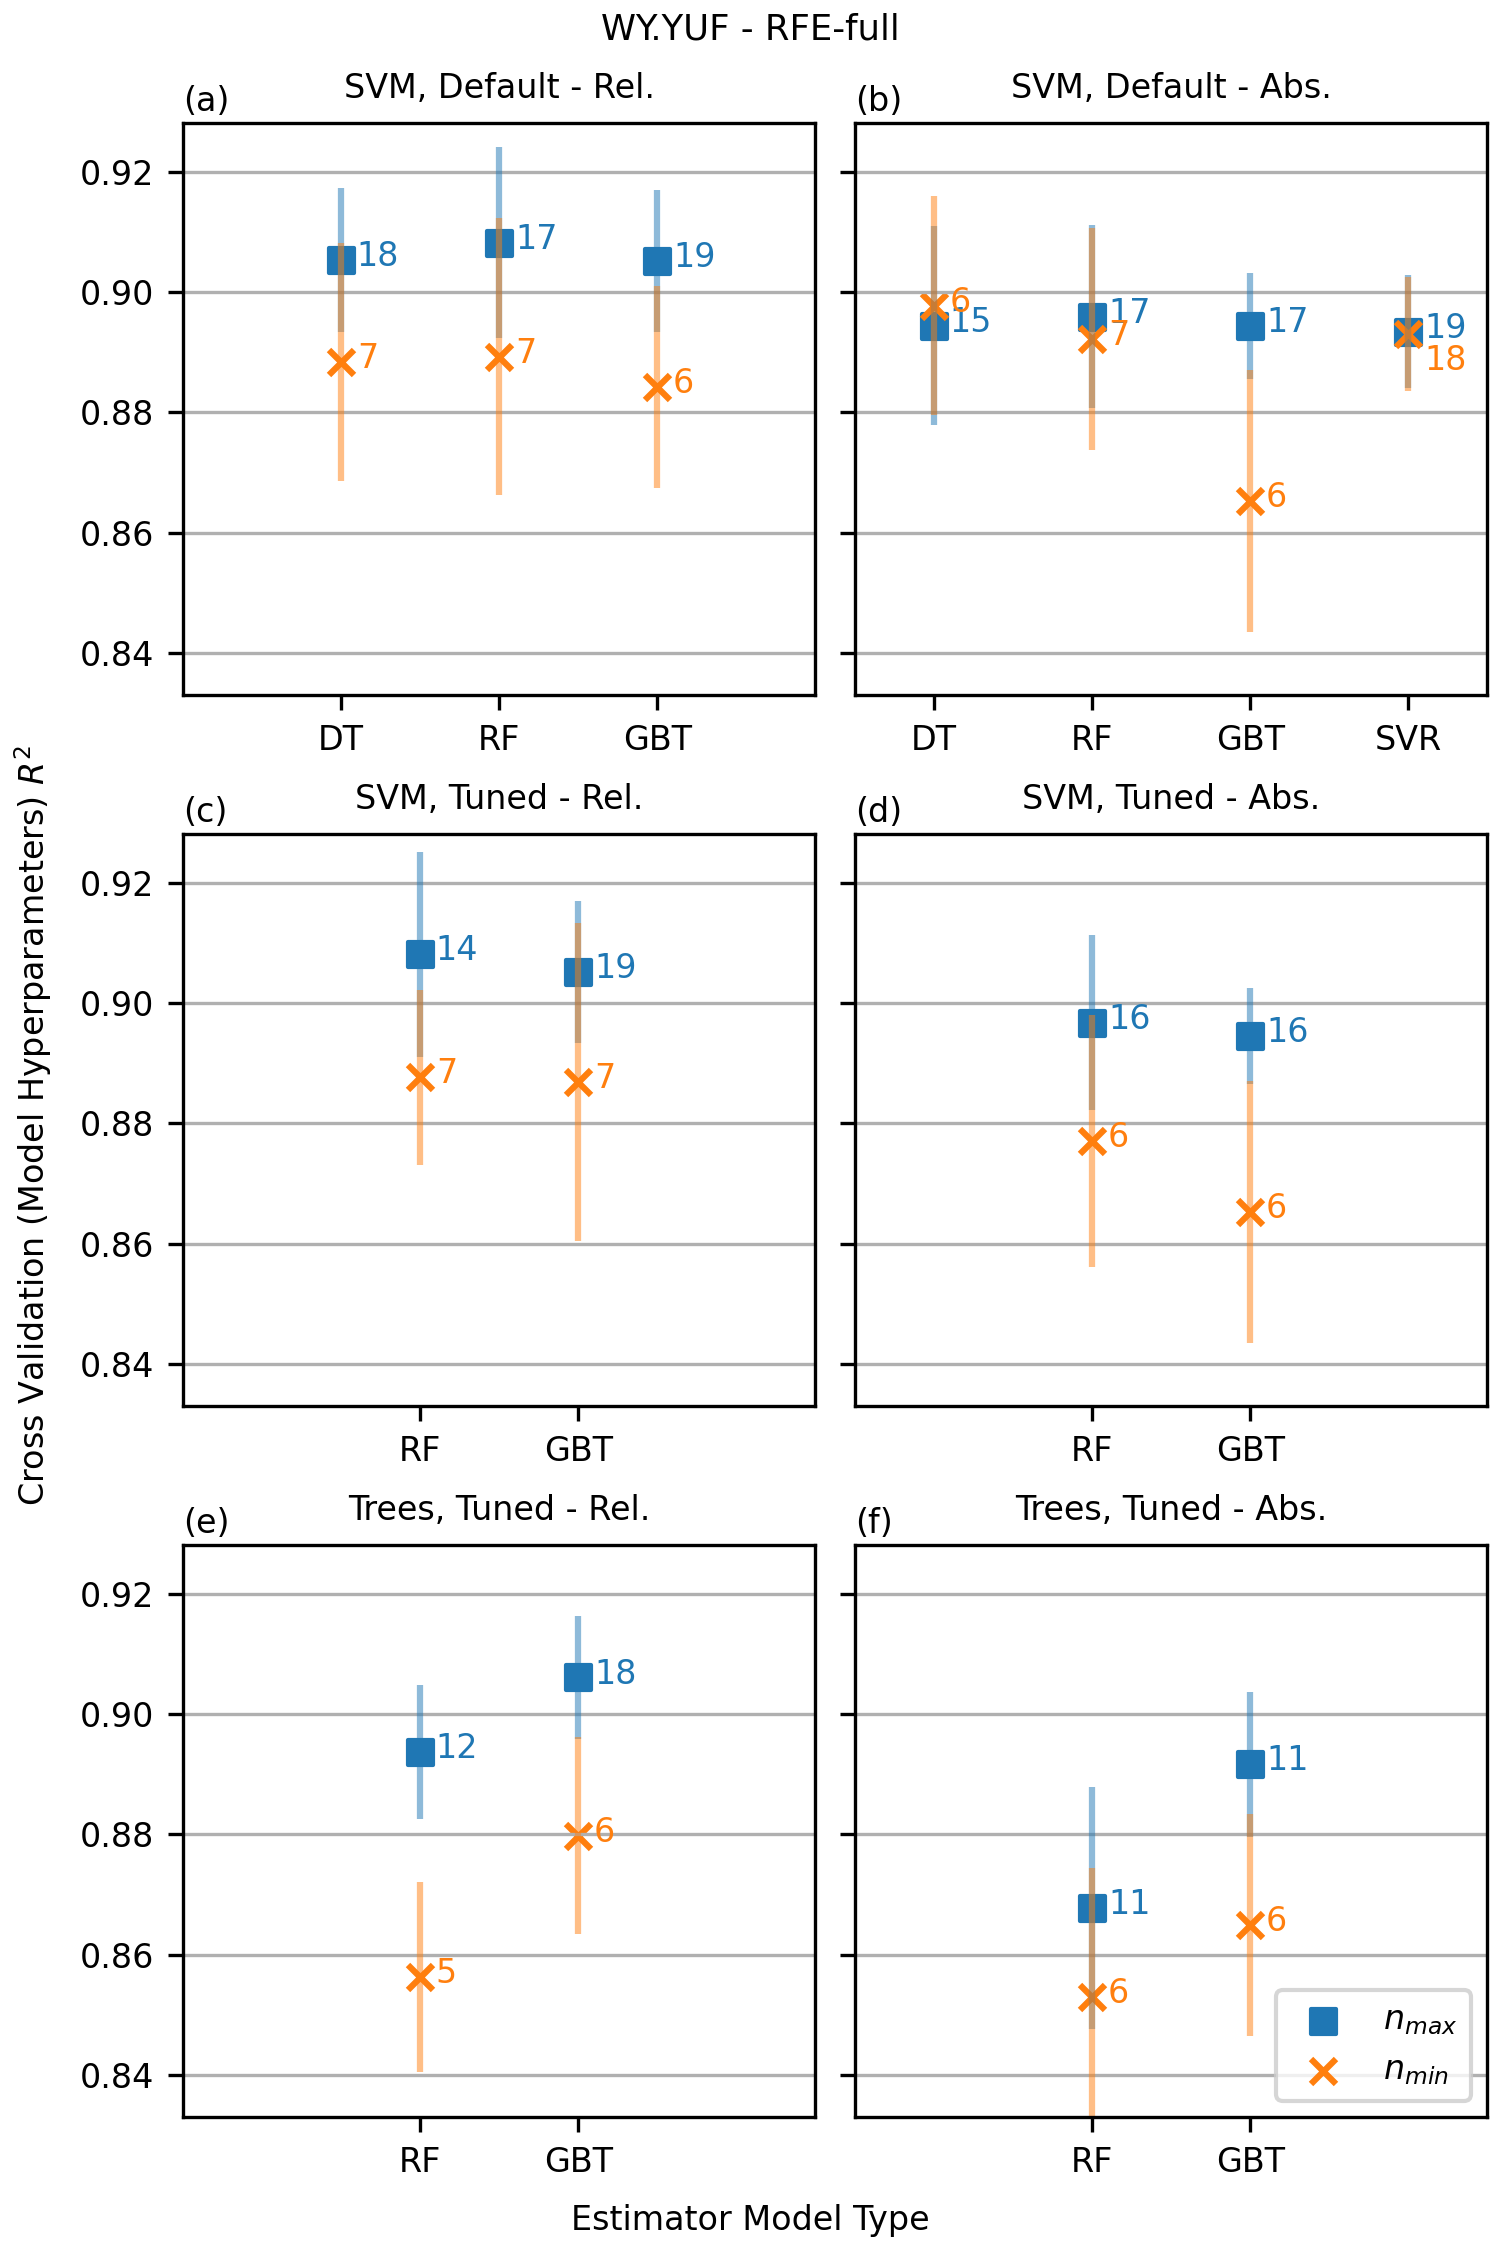 WY.YUF - RFE-full
(a) SVM, Default - Rel.
0.92
0.90
0.88
0.86
0.84
18
17
19
7
7
6
DT RF GBT
(b) SVM, Default - Abs.
6
15
17
7
17
6
19
18
DT RF GBT SVR
Cross Validation (Model Hyperparameters) R²
(c) SVM, Tuned - Rel.
0.92
0.90
0.88
0.86
0.84
14
19
7
7
RF GBT
(d) SVM, Tuned - Abs.
16
16
6
6
RF GBT
(e) Trees, Tuned - Rel.
0.92
0.90
0.88
0.86
0.84
18
12
6
5
RF GBT
(f) Trees, Tuned - Abs.
11
11
6
6
n_max
n_min
RF GBT
Estimator Model Type